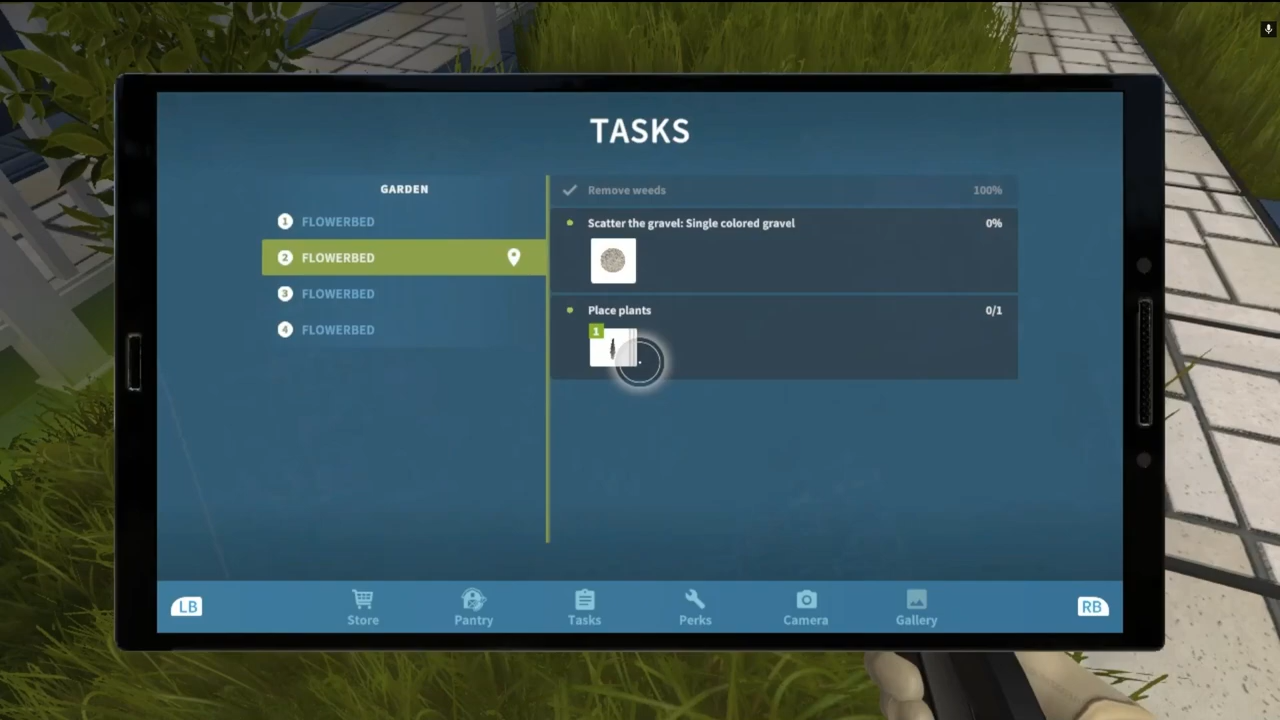 TASKS
GARDEN
1 FLOWERBED
2 FLOWERBED
3 FLOWERBED
4 FLOWERBED
Remove weeds 100%
Scatter the gravel: Single colored gravel 0%
Place plants 0/1
1
LB
Store
Pantry
Tasks
Perks
Camera
Gallery
RB